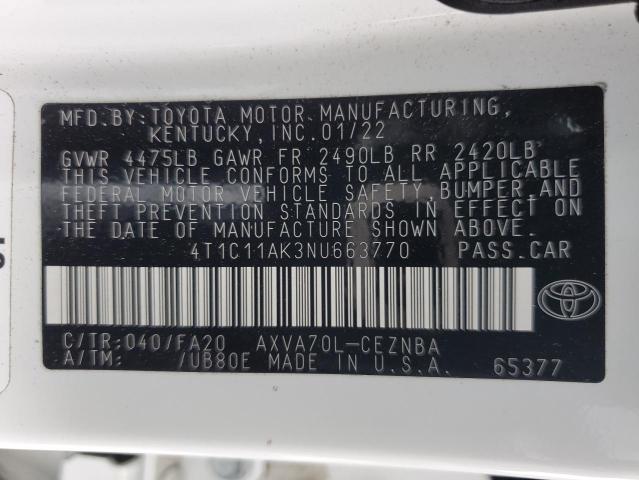 MFD.BY:TOYOTA MOTOR MANUFACTURING,
KENTUCKY,INC.01/22
GVWR 4475LB GAWR FR 2490LB RR 2420LB
THIS VEHICLE CONFORMS TO ALL APPLICABLE
FEDERAL MOTOR VEHICLE SAFETY,BUMPER,AND
THEFT PREVENTION STANDARDS IN EFFECT ON
THE DATE OF MANUFACTURE SHOWN ABOVE.
4T1C11AK3NU663770 PASS.CAR
C/TR:040/FA20 AXVA70L-CEZNBA
A/TM: /UB80E MADE IN U.S.A. 65377